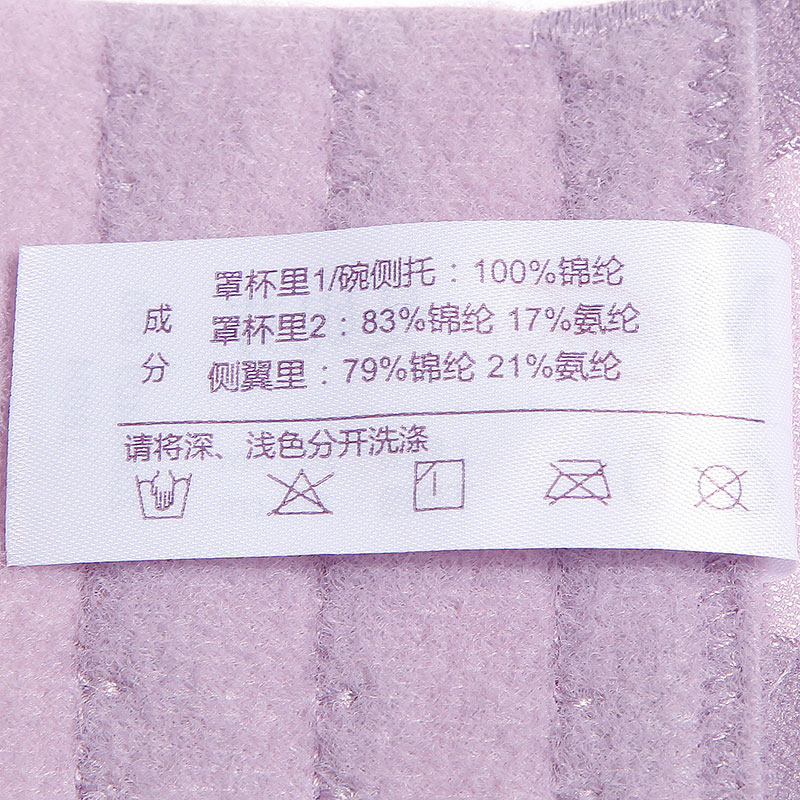 成分
罩杯里1/碗侧托：100%锦纶
罩杯里2：83%锦纶 17%氨纶
侧翼里：79%锦纶 21%氨纶
请将深、浅色分开洗涤